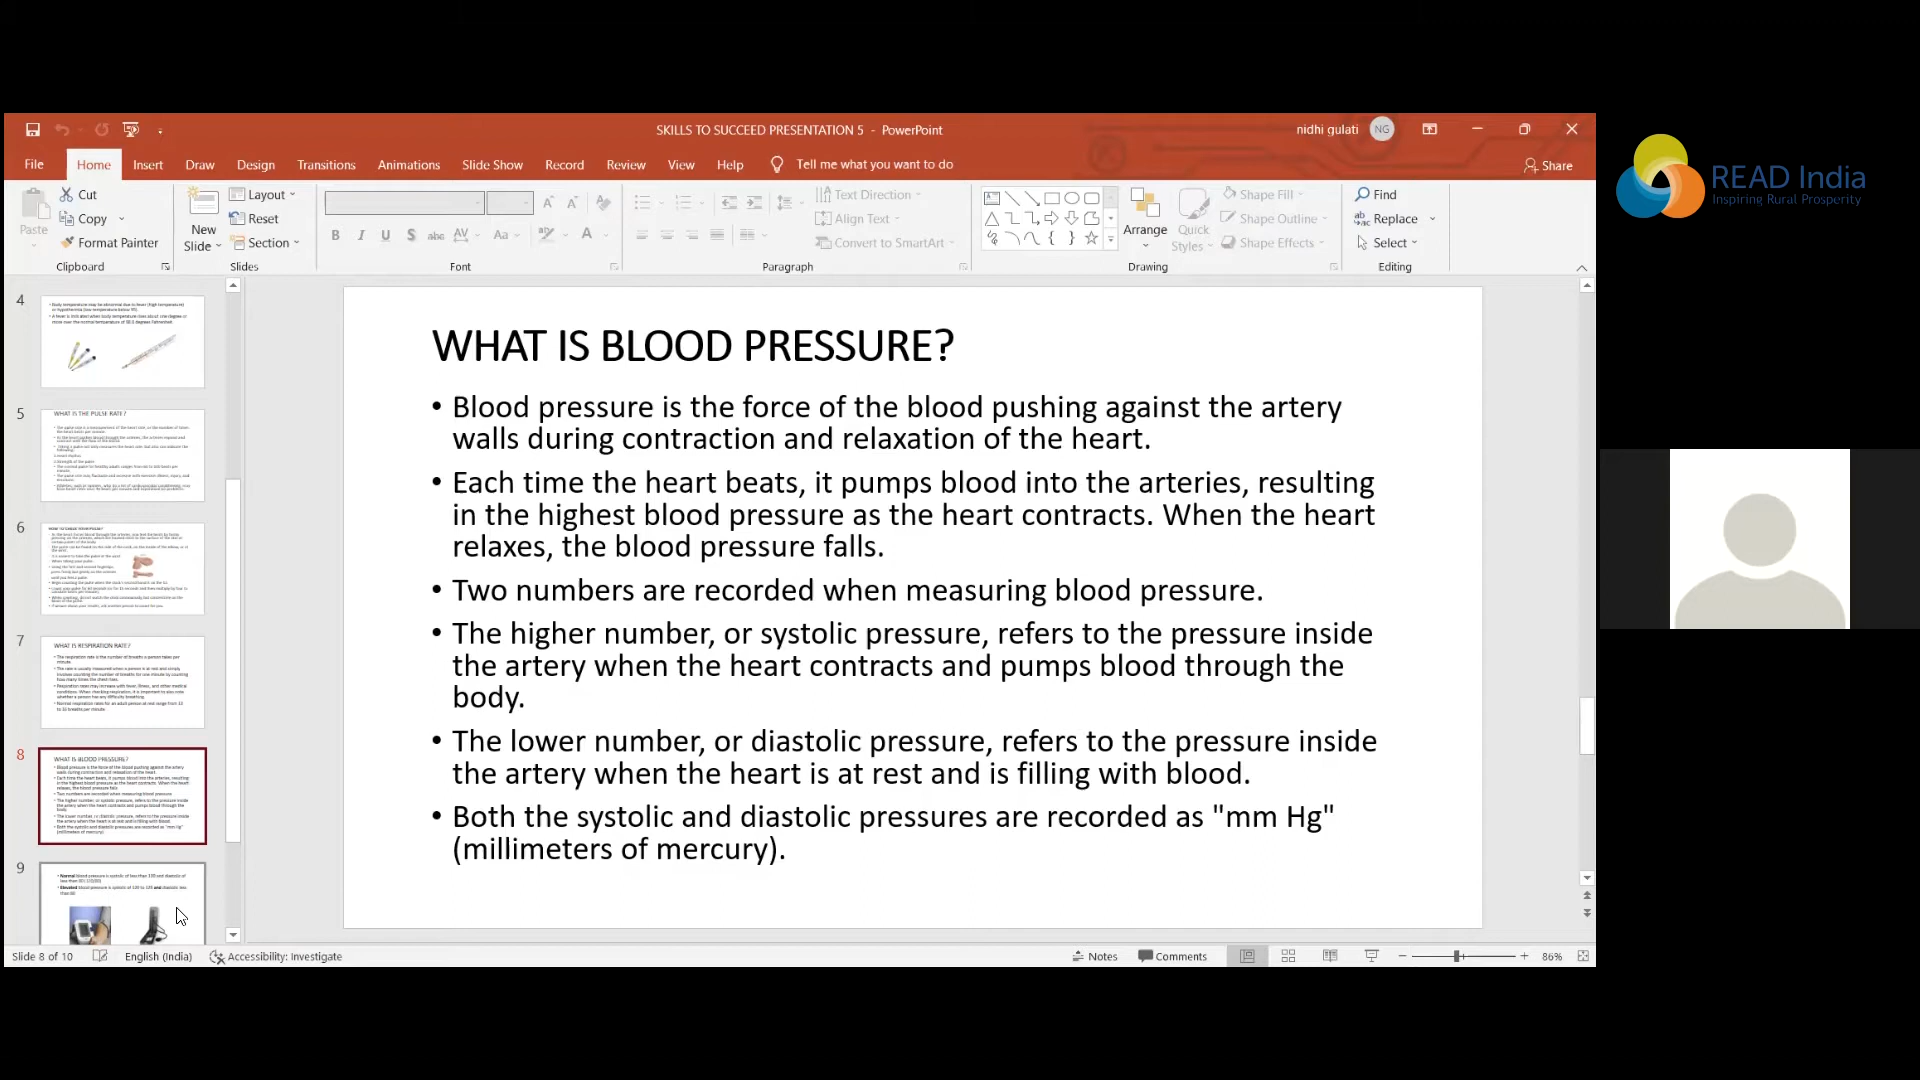 SKILLS TO SUCCEED PRESENTATION 5 - PowerPoint
nidhi gulati NG
File Home Insert Draw Design Transitions Animations Slide Show Record Review View Help Tell me what you want to do
Share
READ India
Inspiring Rural Prosperity
Paste
Cut
Copy
Format Painter
Clipboard
New
Slide
Layout
Reset
Section
Slides
B I U S abc AV Aa A
Font
Text Direction
Align Text
Convert to SmartArt
Paragraph
Arrange
Quick
Styles
Shape Fill
Shape Outline
Shape Effects
Drawing
Find
Replace
Select
Editing
4
5
WHAT IS THE PULSE RATE?
6
7
WHAT IS RESPIRATION RATE?
8
WHAT IS BLOOD PRESSURE?
9
WHAT IS BLOOD PRESSURE?
• Blood pressure is the force of the blood pushing against the artery
walls during contraction and relaxation of the heart.
• Each time the heart beats, it pumps blood into the arteries, resulting
in the highest blood pressure as the heart contracts. When the heart
relaxes, the blood pressure falls.
• Two numbers are recorded when measuring blood pressure.
• The higher number, or systolic pressure, refers to the pressure inside
the artery when the heart contracts and pumps blood through the
body.
• The lower number, or diastolic pressure, refers to the pressure inside
the artery when the heart is at rest and is filling with blood.
• Both the systolic and diastolic pressures are recorded as "mm Hg"
(millimeters of mercury).
Slide 8 of 10 English (India) Accessibility: Investigate Notes Comments 86%